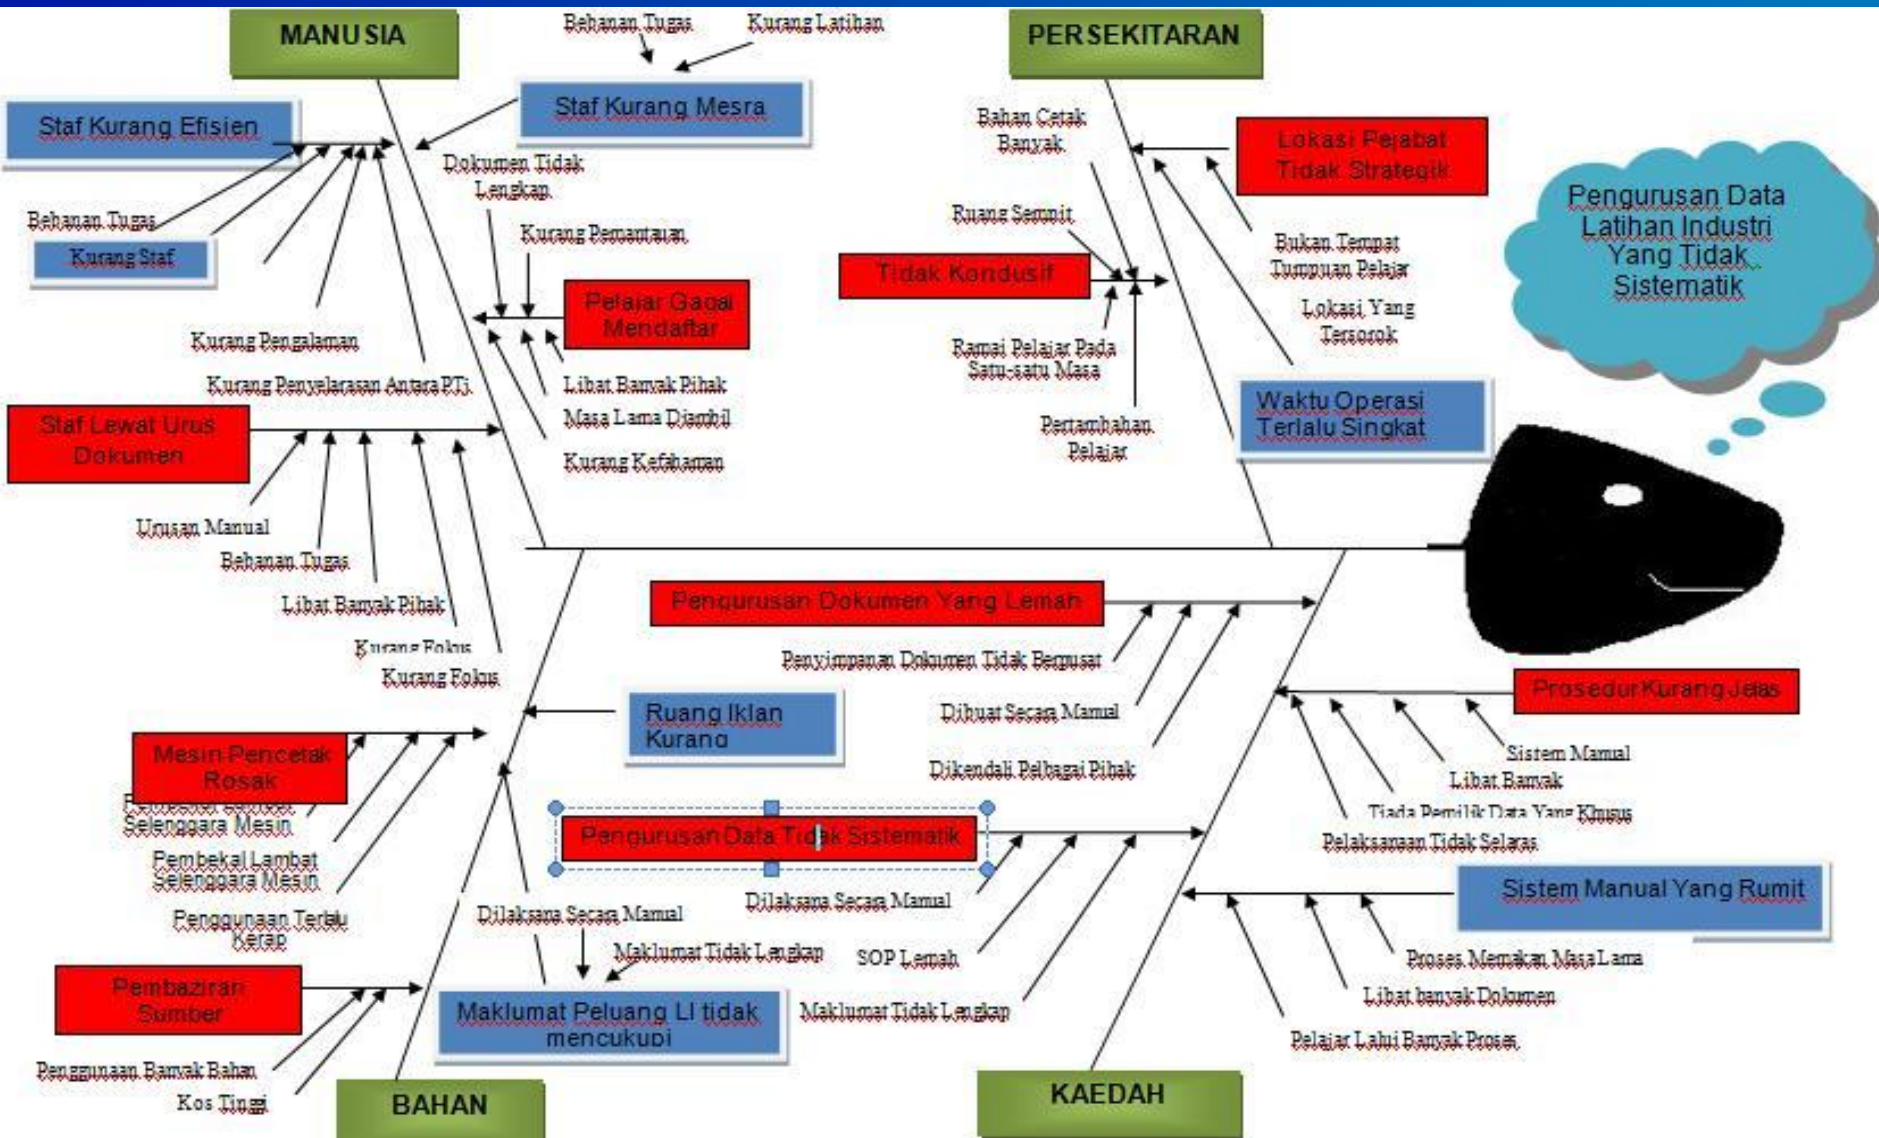 MANUSIA
Bebanan Tugas
Kurang Latihan
PERSEKITARAN
Staf Kurang Efisien
Staf Kurang Mesra
Dokumen Tidak
Lengkap
Kurang Pemantauan
Bebanan Tugas
Kurang Staf
Pelajar Gagal
Mendaftar
Kurang Pengalaman
Kurang Penyelarasan Antara PTj
Libat Banyak Pihak
Masa Lama Diambil
Kurang Kefahaman
Staf Lewat Urus
Dokumen
Urusan Manual
Bebanan Tugas
Libat Banyak Pihak
Kurang Fokus
Kurang Fokus
Bahan Cetak
Banyak
Ruang Sempit
Tidak Kondusif
Ramai Pelajar Pada
Satu-satu Masa
Pertambahan
Pelajar
Lokasi Pejabat
Tidak Strategik
Bukan Tempat
Tumpuan Pelajar
Lokasi Yang
Tersorok
Waktu Operasi
Terlalu Singkat
Pengurusan Data
Latihan Industri
Yang Tidak
Sistematik
Mesin Pencetak
Rosak
Selenggara Mesin
Pembekal Lambat
Selenggara Mesin
Penggunaan Terlalu
Kerap
Ruang Iklan
Kurang
Pembaziran
Sumber
Penggunaan Banyak Bahan
Kos Tinggi
Dilaksana Secara Manual
Maklumat Tidak Lengkap
Maklumat Peluang LI tidak
mencukupi
BAHAN
Pengurusan Dokumen Yang Lemah
Penyimpanan Dokumen Tidak Berpusat
Dibuat Secara Manual
Dikendali Pelbagai Pihak
Pengurusan Data Tidak Sistematik
Dilaksana Secara Manual
SOP Lemah
Maklumat Tidak Lengkap
Prosedur Kurang Jelas
Sistem Manual
Libat Banyak
Tiada Pemilik Data Yang Khusus
Pelaksanaan Tidak Selaras
Sistem Manual Yang Rumit
Proses Memakan Masa Lama
Libat banyak Dokumen
Pelajar Lalui Banyak Proses
KAEDAH